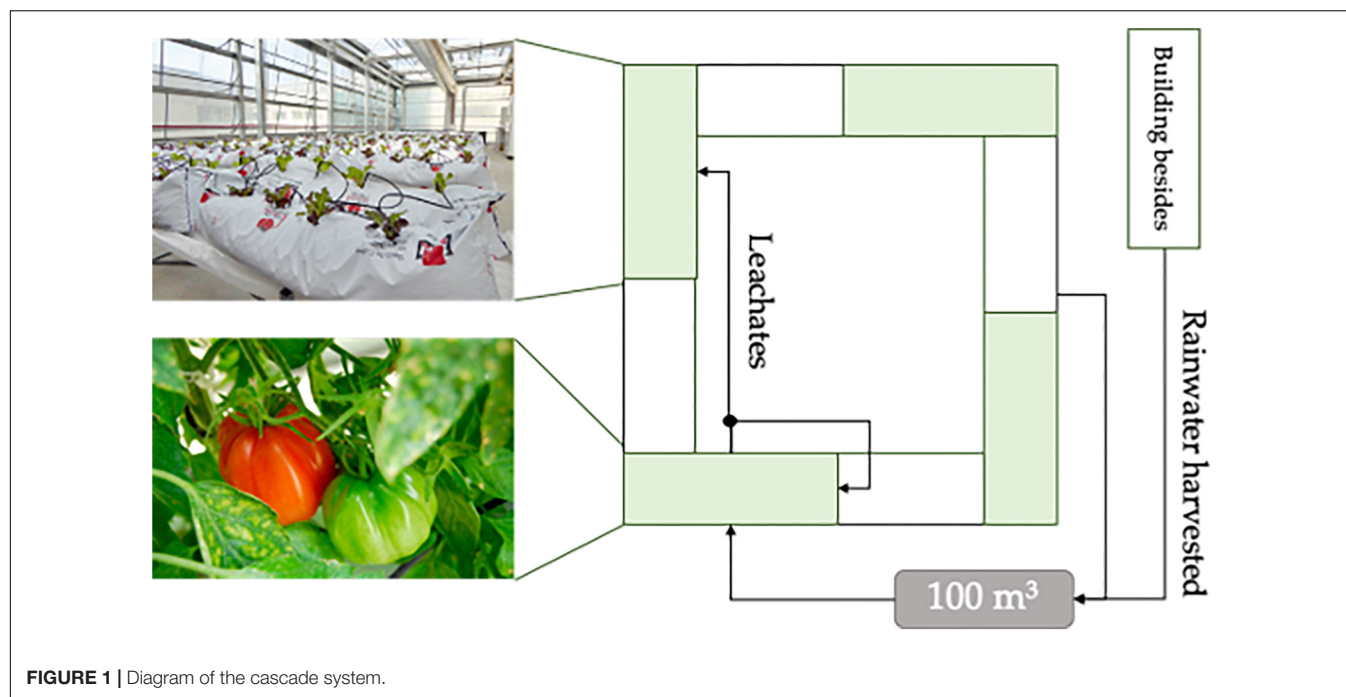 Building besides
Leachates
Rainwater harvested
100 m³
FIGURE 1 | Diagram of the cascade system.